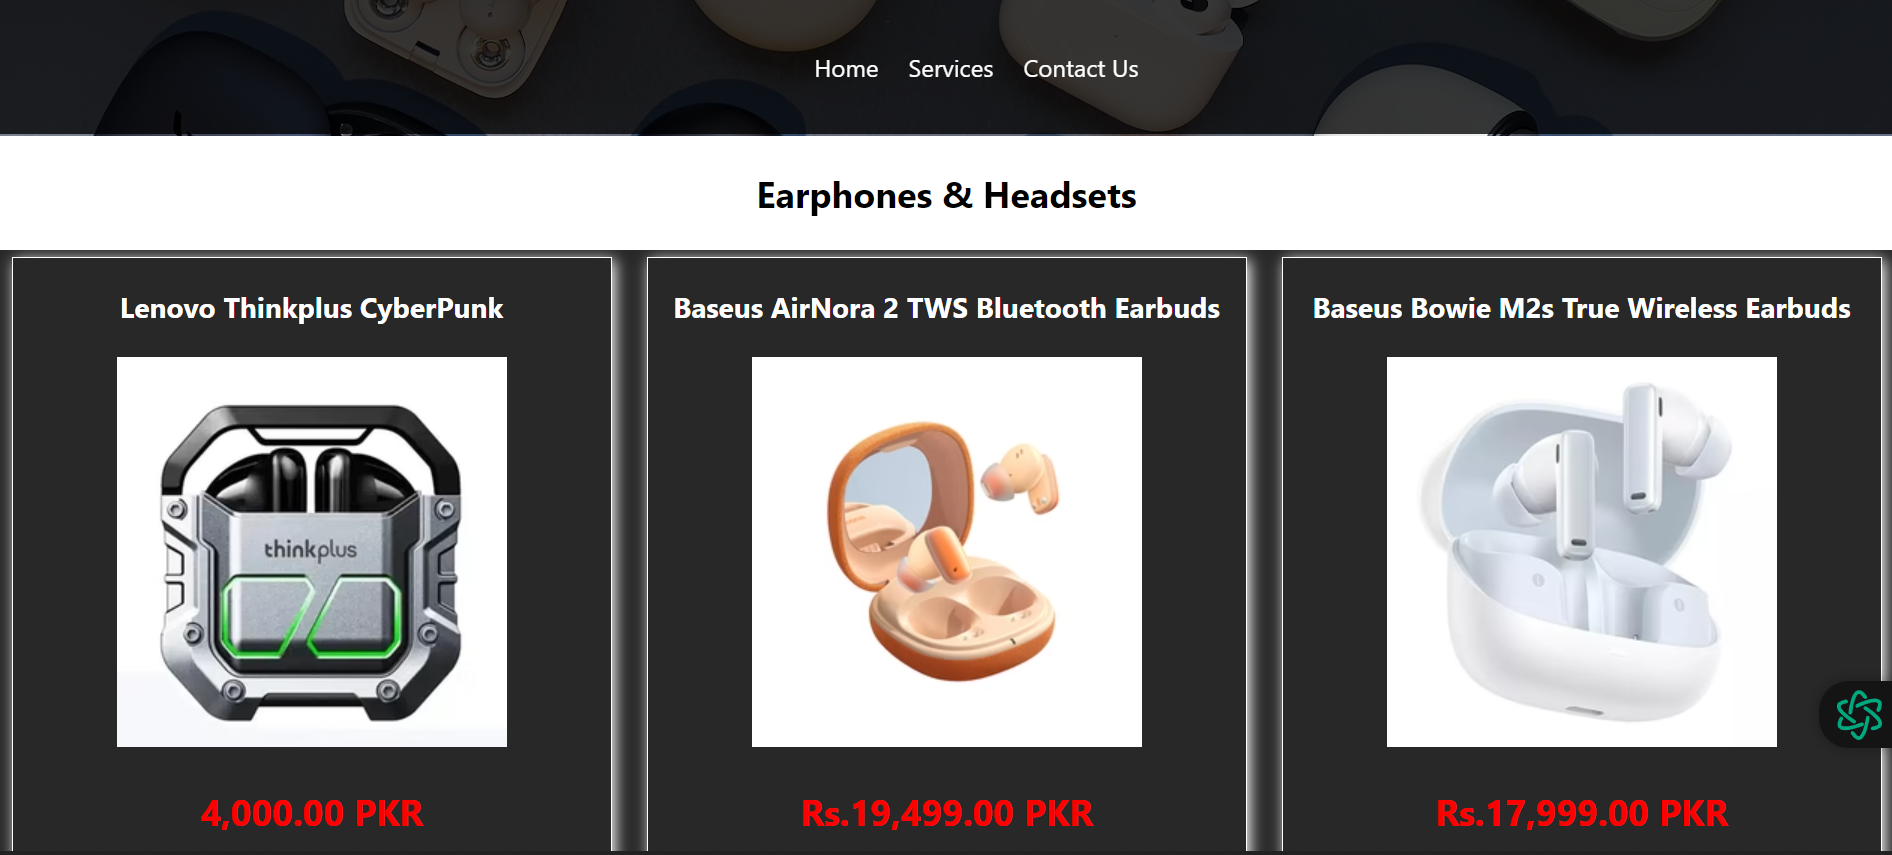 Home Services Contact Us
Earphones & Headsets
Lenovo Thinkplus CyberPunk
Baseus AirNora 2 TWS Bluetooth Earbuds
Baseus Bowie M2s True Wireless Earbuds
thinkplus
4,000.00 PKR
Rs.19,499.00 PKR
Rs.17,999.00 PKR